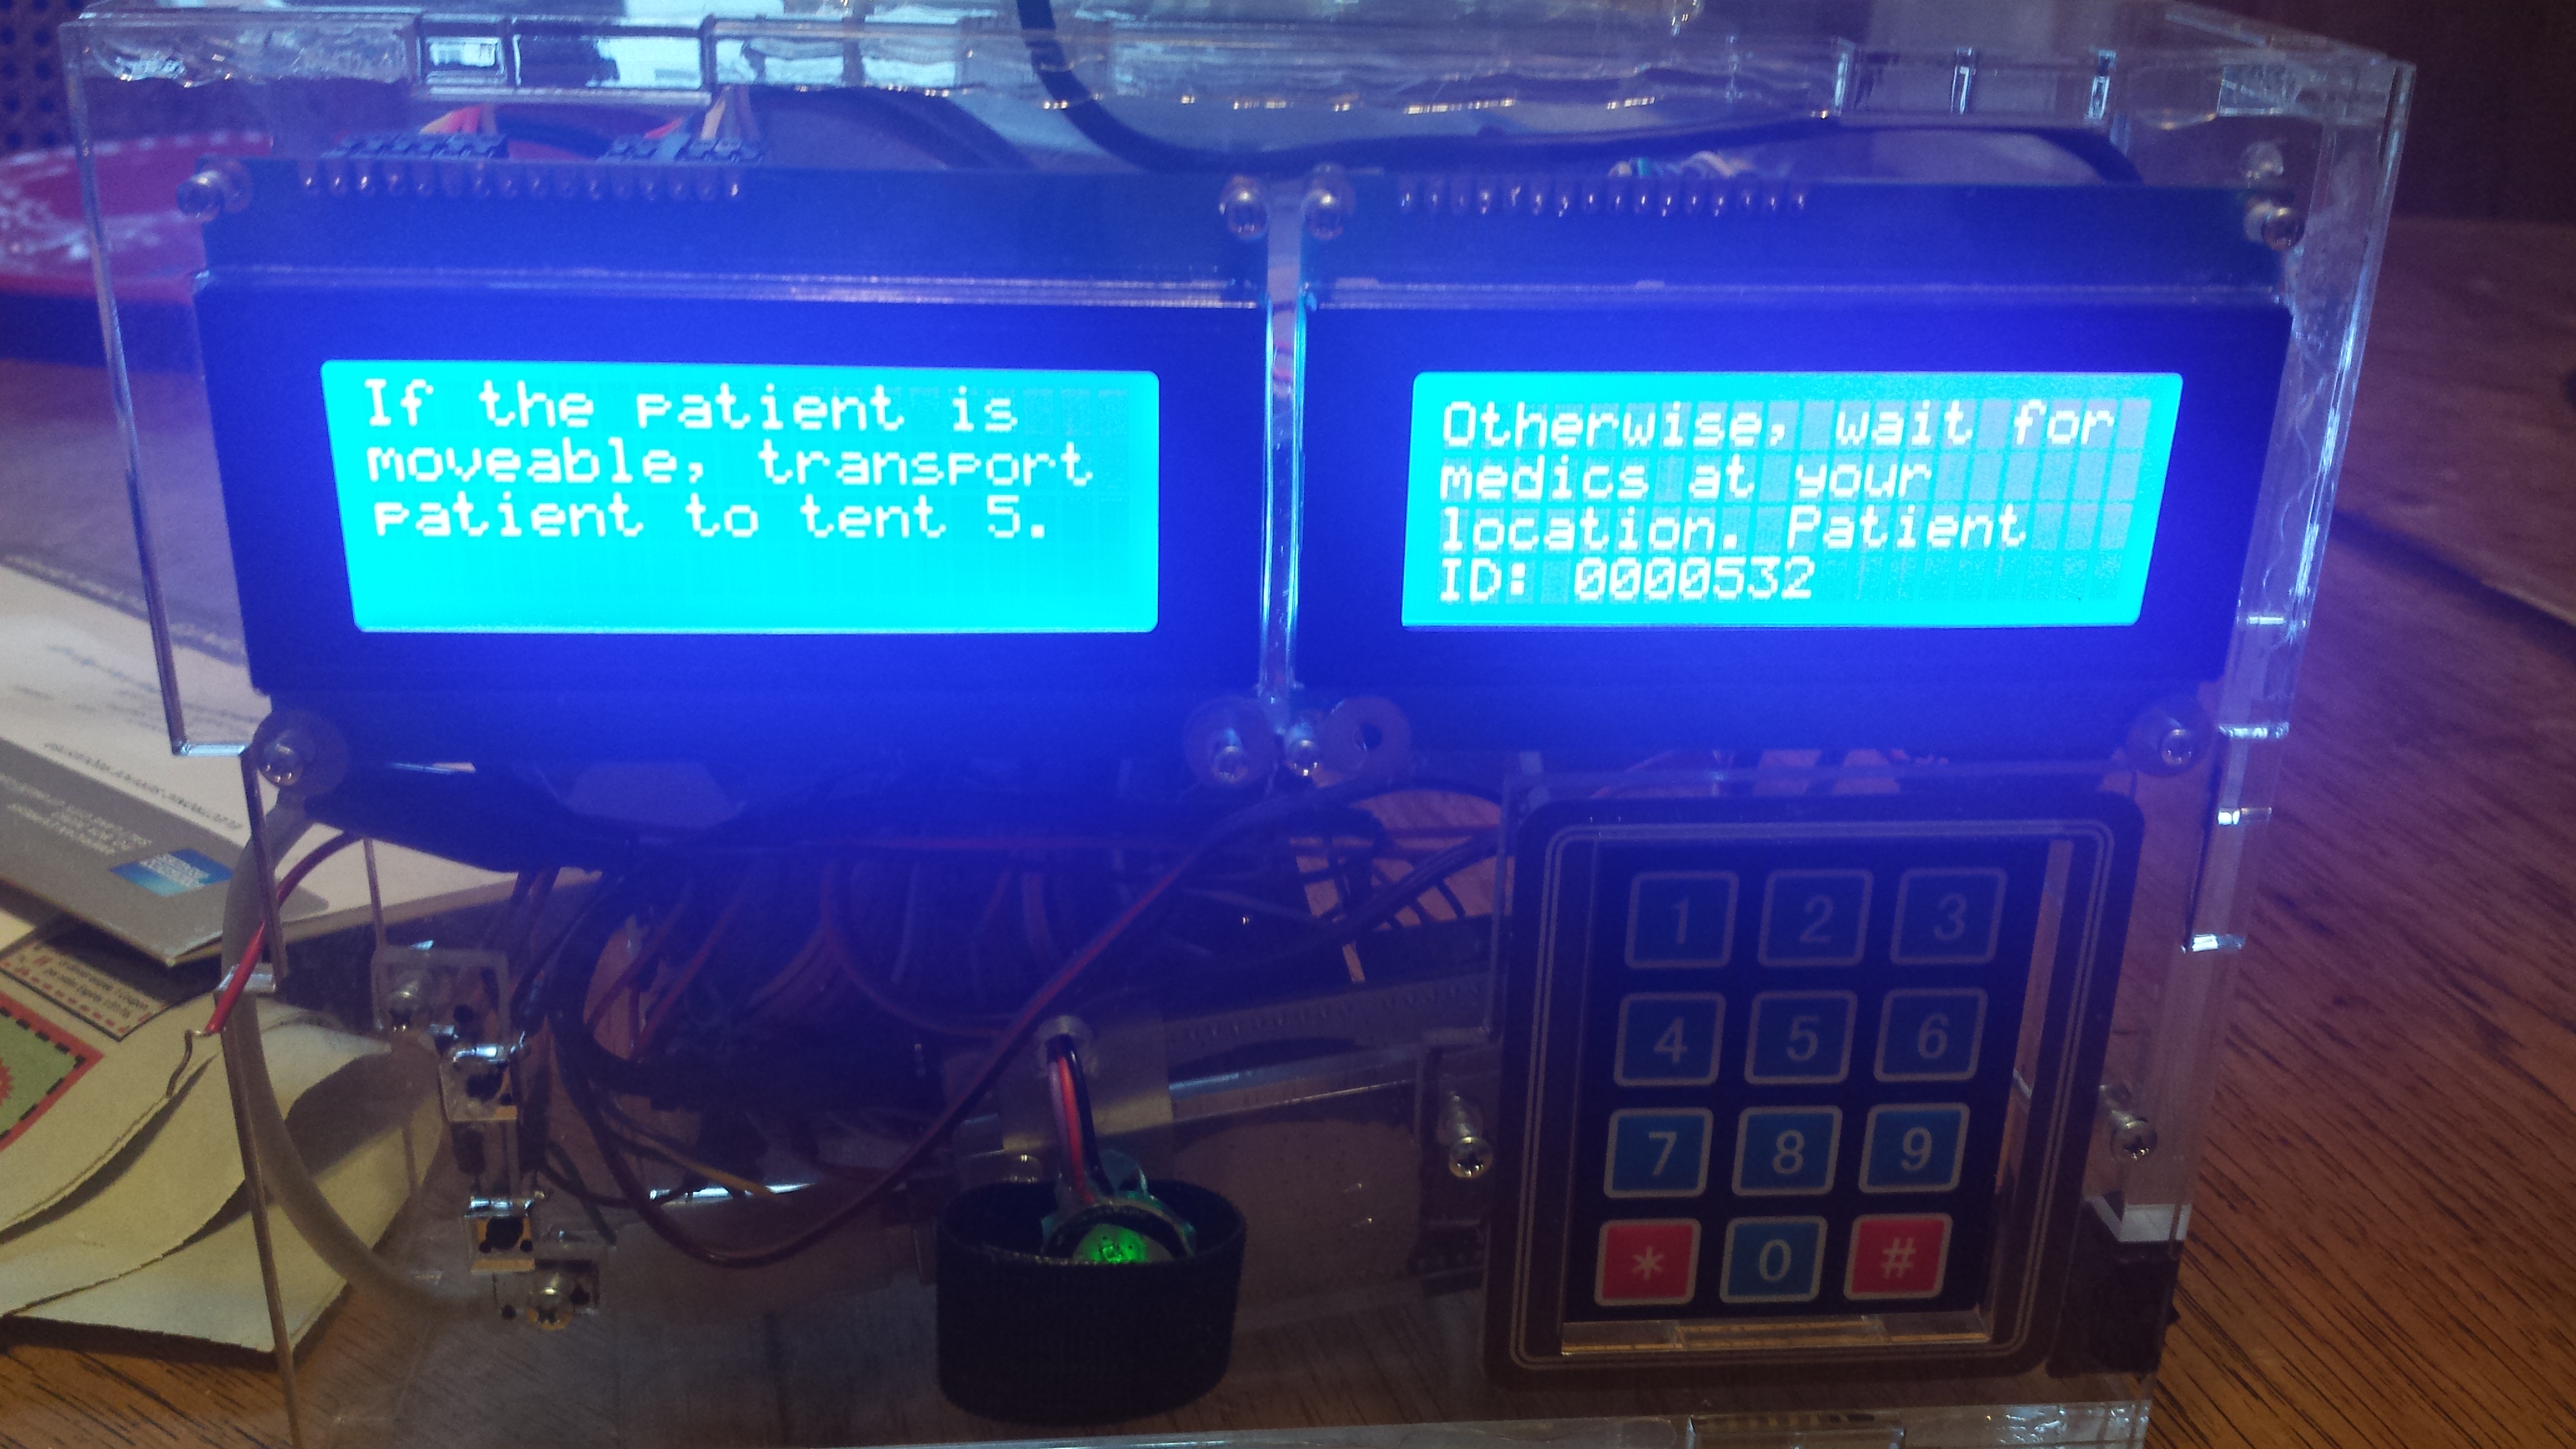 If the patient is
moveable, transport
patient to tent 5.
Otherwise, wait for
medics at your
location. Patient
ID: 0000532
1 2 3
4 5 6
7 8 9
* 0 #